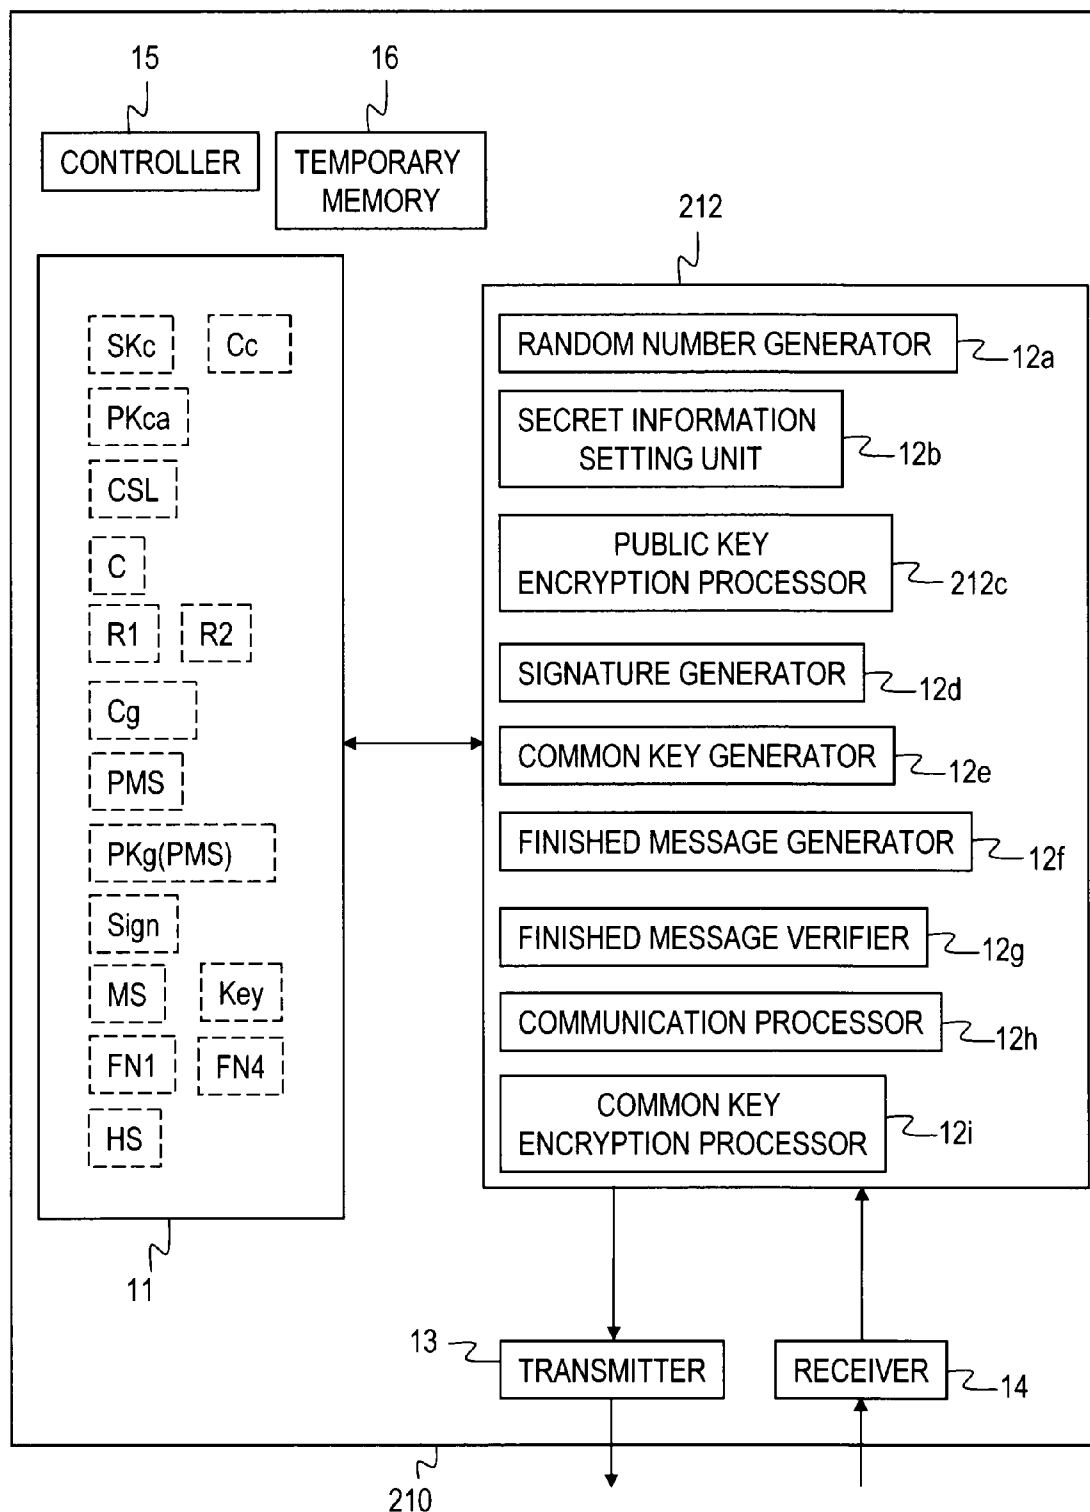 15
16
CONTROLLER
TEMPORARY
MEMORY
212
SKc
Cc
PKca
CSL
C
R1
R2
Cg
PMS
PKg(PMS)
Sign
MS
Key
FN1
FN4
HS
11
RANDOM NUMBER GENERATOR
12a
SECRET INFORMATION
SETTING UNIT
12b
PUBLIC KEY
ENCRYPTION PROCESSOR
212c
SIGNATURE GENERATOR
12d
COMMON KEY GENERATOR
12e
FINISHED MESSAGE GENERATOR
12f
FINISHED MESSAGE VERIFIER
12g
COMMUNICATION PROCESSOR
12h
COMMON KEY
ENCRYPTION PROCESSOR
12i
13
TRANSMITTER
RECEIVER
14
210